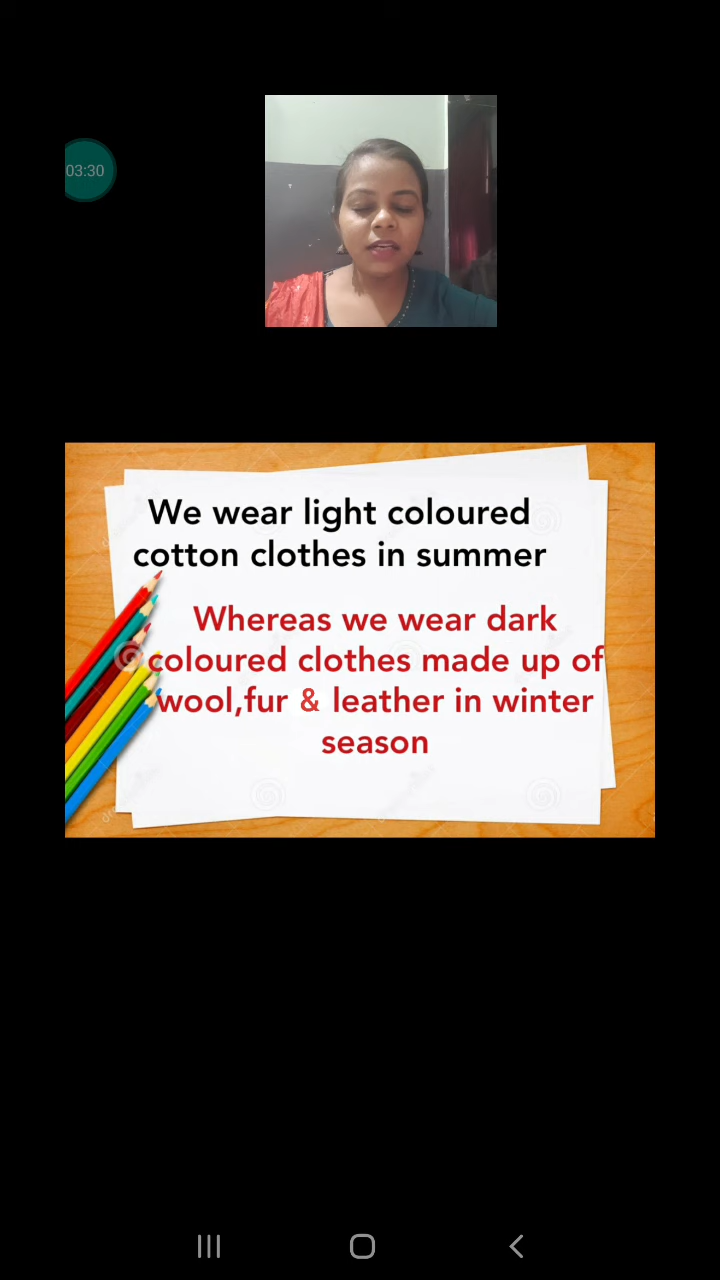 03:30
We wear light coloured
cotton clothes in summer
Whereas we wear dark
coloured clothes made up of
wool,fur & leather in winter
season